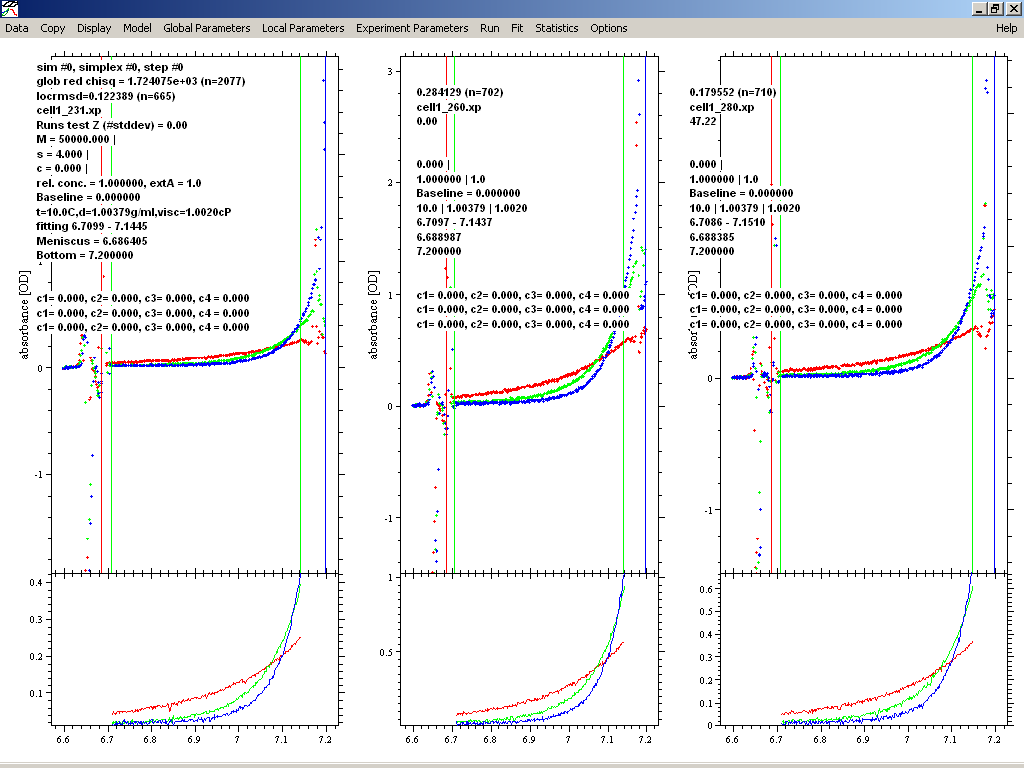 Data Copy Display Model Global Parameters Local Parameters Experiment Parameters Run Fit Statistics Options Help
sim #0, simplex #0, step #0
glob red chisq = 1.724075e+03 (n=2077)
locrmsd=0.122389 (n=665)
cell1_231.xp
Runs test Z (#stddev) = 0.00
M = 50000.000 |
s = 4.000 |
c = 0.000 |
rel. conc. = 1.000000, extA = 1.0
Baseline = 0.000000
t=10.0C,d=1.00379g/ml,visc=1.0020cP
fitting 6.7099 - 7.1445
Meniscus = 6.686405
Bottom = 7.200000
c1= 0.000, c2= 0.000, c3= 0.000, c4 = 0.000
c1= 0.000, c2= 0.000, c3= 0.000, c4 = 0.000
c1= 0.000, c2= 0.000, c3= 0.000, c4 = 0.000
absorbance [OD]
0
-1
0.4
0.3
0.2
0.1
6.6 6.7 6.8 6.9 7 7.1 7.2
0.284129 (n=702)
cell1_260.xp
0.00
0.000 |
1.000000 | 1.0
Baseline = 0.000000
10.0 | 1.00379 | 1.0020
6.7097 - 7.1437
6.688987
7.200000
c1= 0.000, c2= 0.000, c3= 0.000, c4 = 0.000
c1= 0.000, c2= 0.000, c3= 0.000, c4 = 0.000
c1= 0.000, c2= 0.000, c3= 0.000, c4 = 0.000
absorbance [OD]
3
2
1
0
-1
1
0.5
6.6 6.7 6.8 6.9 7 7.1 7.2
0.179552 (n=710)
cell1_280.xp
47.22
0.000 |
1.000000 | 1.0
Baseline = 0.000000
10.0 | 1.00379 | 1.0020
6.7086 - 7.1510
6.688385
7.200000
c1= 0.000, c2= 0.000, c3= 0.000, c4 = 0.000
c1= 0.000, c2= 0.000, c3= 0.000, c4 = 0.000
c1= 0.000, c2= 0.000, c3= 0.000, c4 = 0.000
absorbance [OD]
0
-1
0.6
0.5
0.4
0.3
0.2
0.1
0
6.6 6.7 6.8 6.9 7 7.1 7.2